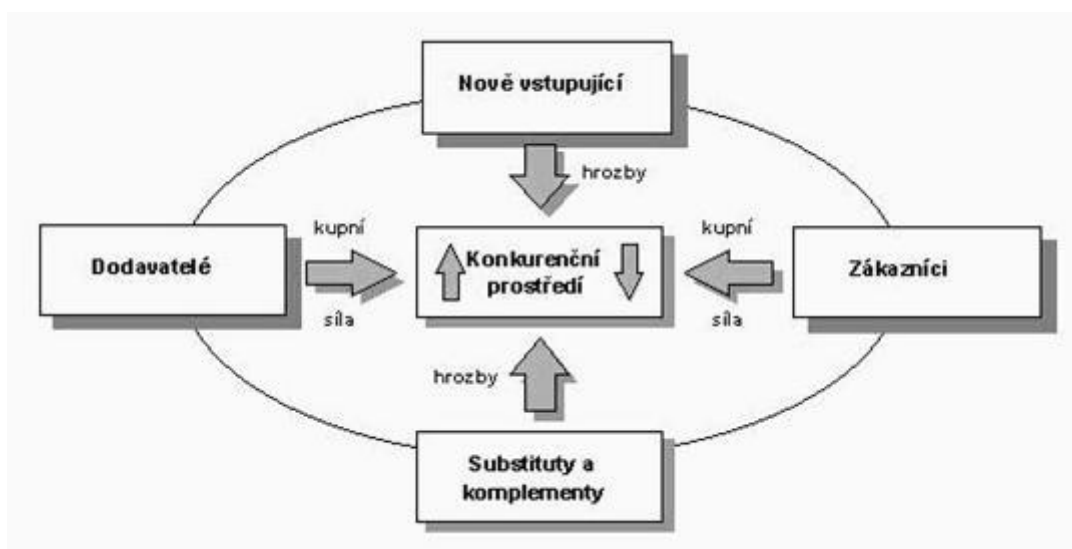 Nově vstupující
hrozby
kupní
kupní
Dodavatelé
Konkurenční
prostředí
Zákazníci
síla
síla
hrozby
Substituty a
komplementy